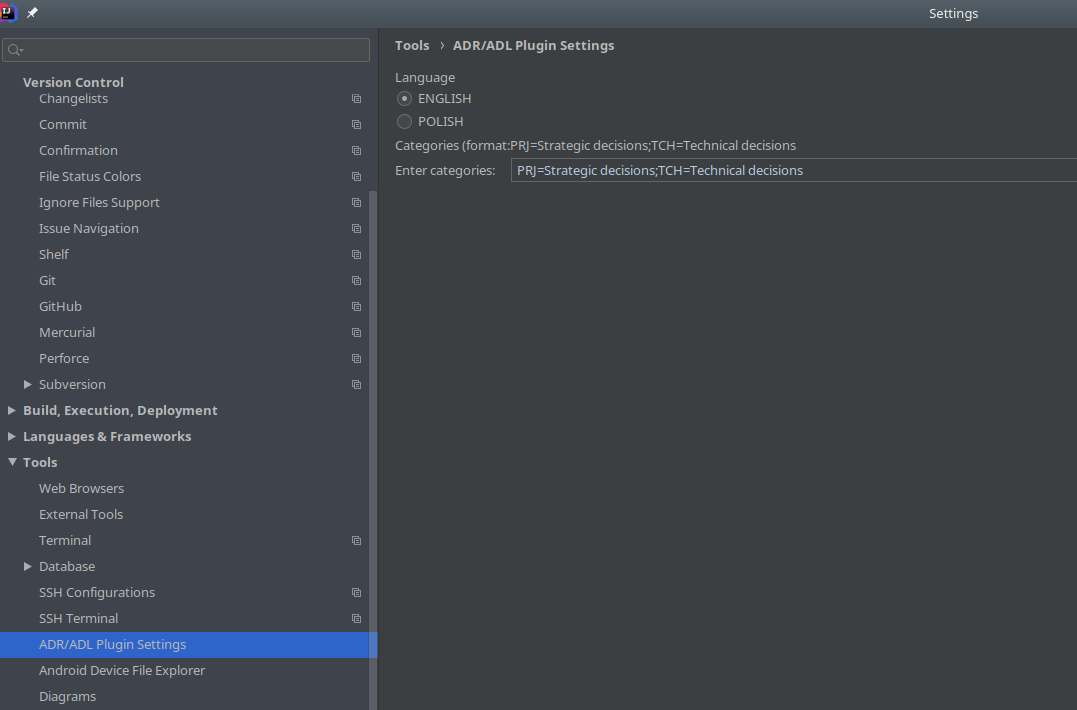 Settings
Version Control
Changelists
Commit
Confirmation
File Status Colors
Ignore Files Support
Issue Navigation
Shelf
Git
GitHub
Mercurial
Perforce
Subversion
Build, Execution, Deployment
Languages & Frameworks
Tools
Web Browsers
External Tools
Terminal
Database
SSH Configurations
SSH Terminal
ADR/ADL Plugin Settings
Android Device File Explorer
Diagrams
Tools › ADR/ADL Plugin Settings
Language
ENGLISH
POLISH
Categories (format:PRJ=Strategic decisions;TCH=Technical decisions
Enter categories: PRJ=Strategic decisions;TCH=Technical decisions